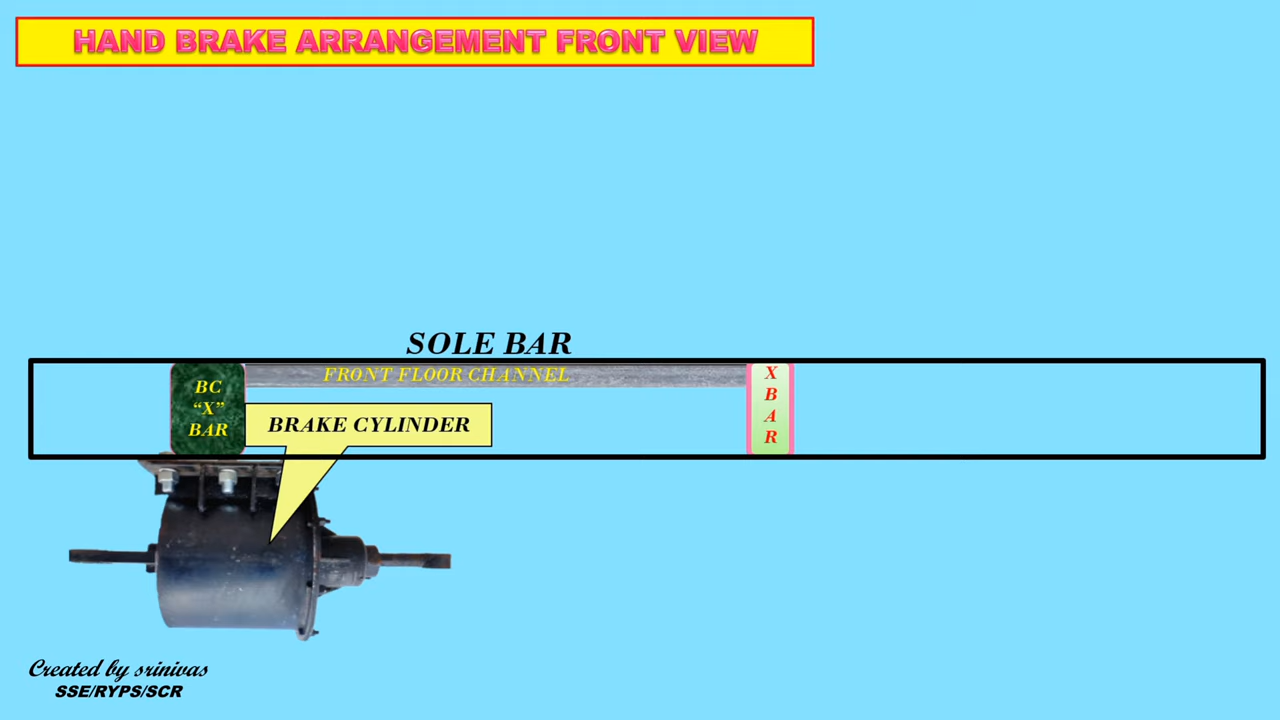 HAND BRAKE ARRANGEMENT FRONT VIEW
SOLE BAR
FRONT FLOOR CHANNEL
BC
“X”
BAR
X
B
A
R
BRAKE CYLINDER
Created by srinivas
SSE/RYPS/SCR